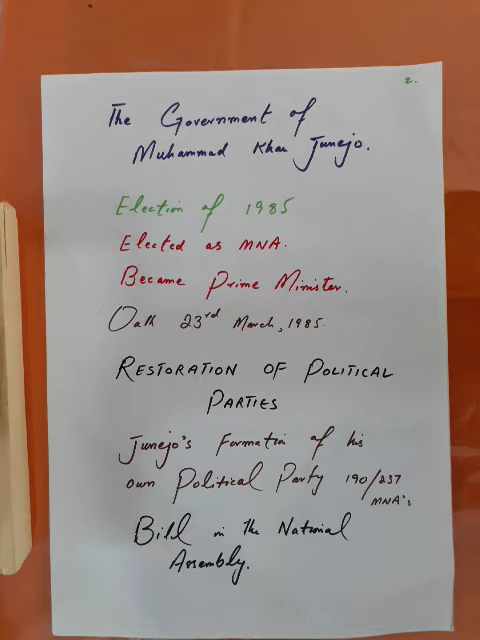 2.
The Government of
Muhammad Khan Junejo.
Election of 1985
Elected as MNA.
Became Prime Minister.
Oath 23rd March, 1985.
RESTORATION OF POLITICAL
PARTIES
Junejo's Formation of his
own Political Party 190/237
MNA's
Bill in the National
Assembly.